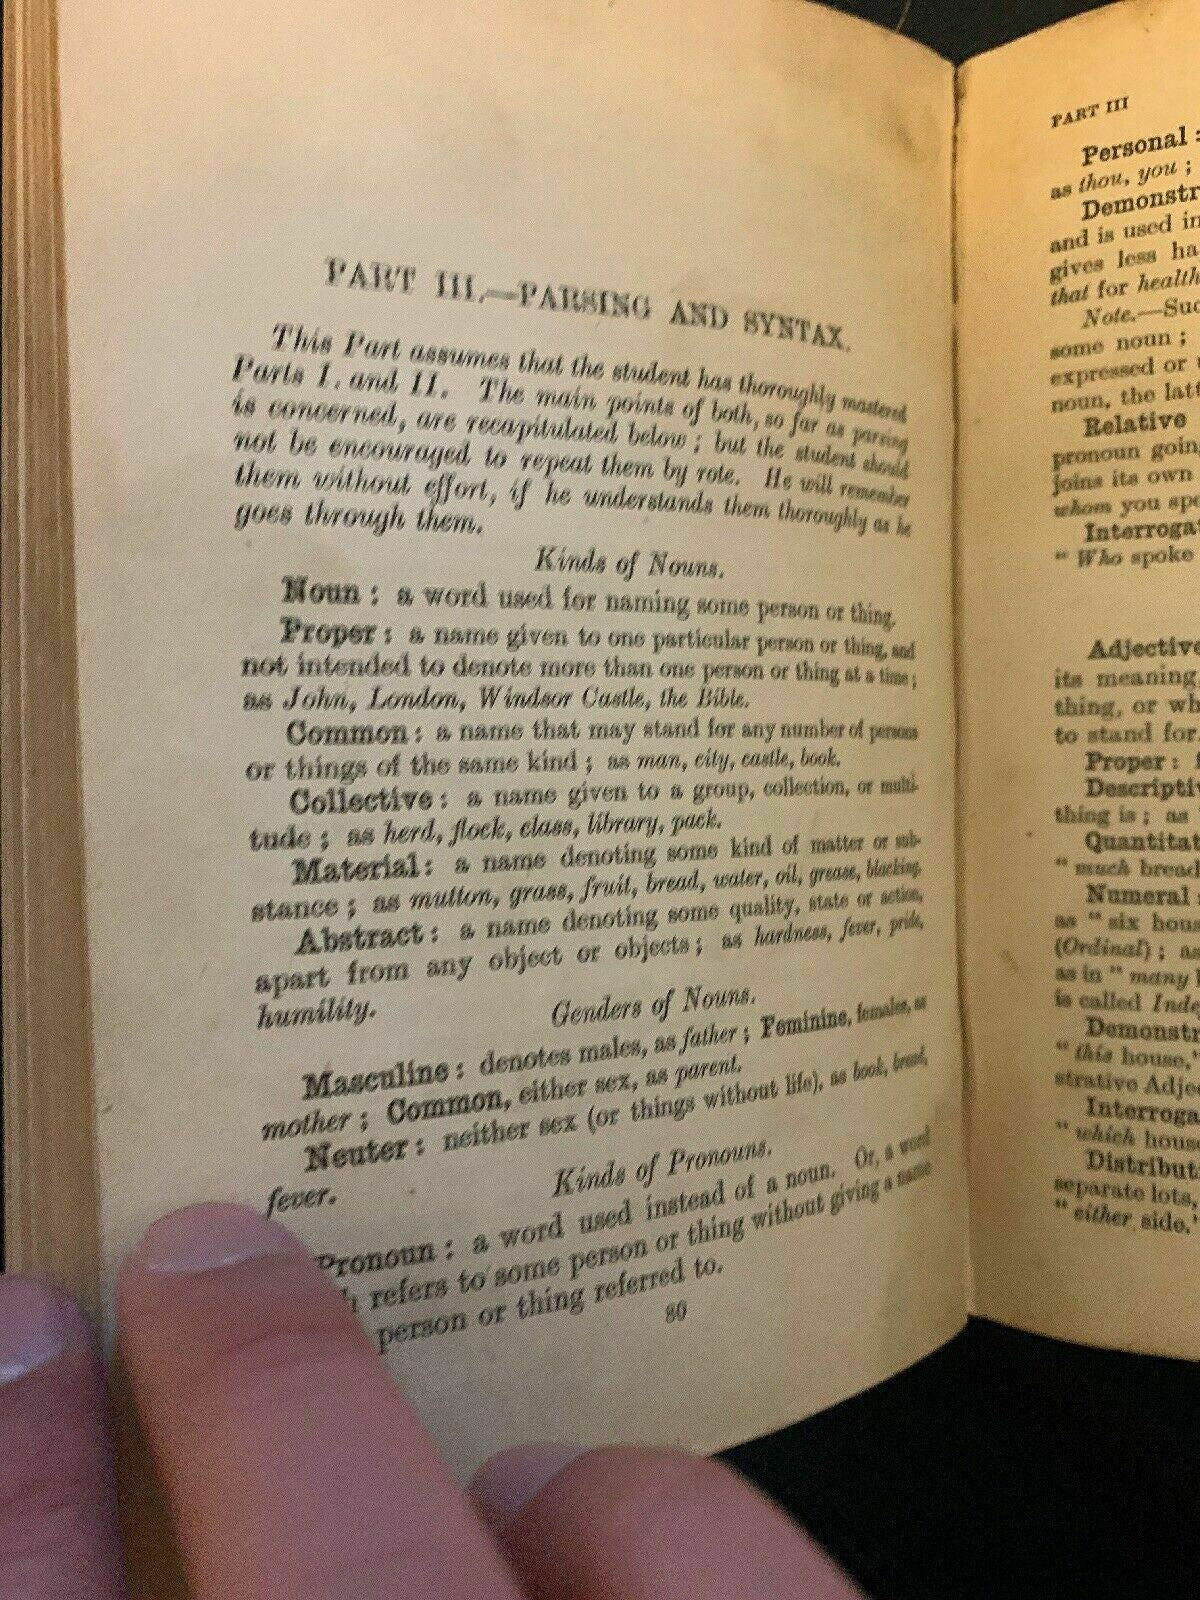 PART III.—PARSING AND SYNTAX.
This Part assumes that the student has thoroughly mastered
Parts I. and II. The main points of both, so far as parsing
is concerned, are recapitulated below; but the student should
not be encouraged to repeat them by rote. He will remember
them without effort, if he understands them thoroughly as he
goes through them.
Kinds of Nouns.
Noun: a word used for naming some person or thing.
Proper: a name given to one particular person or thing, and
not intended to denote more than one person or thing at a time;
as John, London, Windsor Castle, the Bible.
Common: a name that may stand for any number of persons
or things of the same kind; as man, city, castle, book.
Collective: a name given to a group, collection, or multi-
tude; as herd, flock, class, library, pack.
Material: a name denoting some kind of matter or sub-
stance; as mutton, grass, fruit, bread, water, oil, grease, blacking.
Abstract: a name denoting some quality, state or action,
apart from any object or objects; as hardness, fever, pride,
humility.
Genders of Nouns.
Masculine: denotes males, as father; Feminine, females, as
mother; Common, either sex, as parent.
Neuter: neither sex (or things without life), as book, bread,
fever.
Kinds of Pronouns.
Pronoun: a word used instead of a noun. Or, a word
refers to some person or thing without giving a name
person or thing referred to.
80
PART III
Personal:
as thou, you;
Demonstr
and is used in
gives less ha
that for health
Note.—Suc
some noun;
expressed or
noun, the latt
Relative
pronoun going
joins its own
whom you spo
Interrogat
"Who spoke
Adjective
its meaning,
thing, or wh
to stand for.
Proper:
Descriptiv
thing is; as
Quantitat
"much bread
Numeral
as "six hous
(Ordinal); as
as in "many
is called Inde
Demonstr
"this house,"
strative Adje
Interroga
"which house
Distribut
separate lots,
"either side."